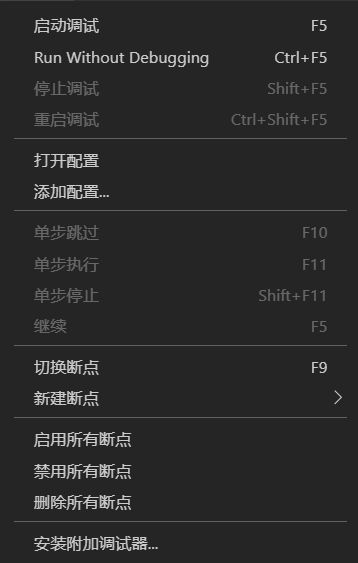 启动调试 F5
Run Without Debugging Ctrl+F5
停止调试 Shift+F5
重启调试 Ctrl+Shift+F5
打开配置
添加配置...
单步跳过 F10
单步执行 F11
单步停止 Shift+F11
继续 F5
切换断点 F9
新建断点
启用所有断点
禁用所有断点
删除所有断点
安装附加调试器...